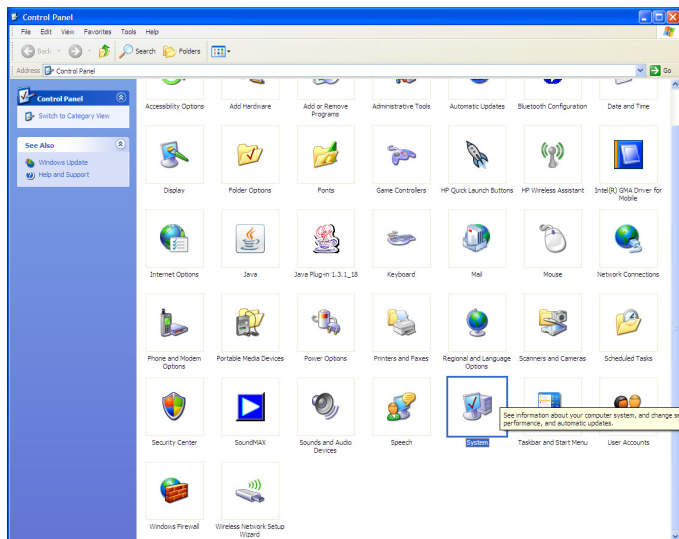 Control Panel
File Edit View Favorites Tools Help
Back Search Folders
Address Control Panel Go
Control Panel
Switch to Category View
See Also
Windows Update
Help and Support
Accessibility Options
Add Hardware
Add or Remove
Programs
Administrative Tools
Automatic Updates
Bluetooth Configuration
Date and Time
Display
Folder Options
Fonts
Game Controllers
HP Quick Launch Buttons
HP Wireless Assistant
Intel(R) GMA Driver for
Mobile
Internet Options
Java
Java Plug-in 1.3.1_18
Keyboard
Mail
Mouse
Network Connections
Phone and Modem
Options
Portable Media Devices
Power Options
Printers and Faxes
Regional and Language
Options
Scanners and Cameras
Scheduled Tasks
See information about your computer system, and change se
performance, and automatic updates.
Security Center
SoundMAX
Sounds and Audio
Devices
Speech
System
Taskbar and Start Menu
User Accounts
Windows Firewall
Wireless Network Setup
Wizard